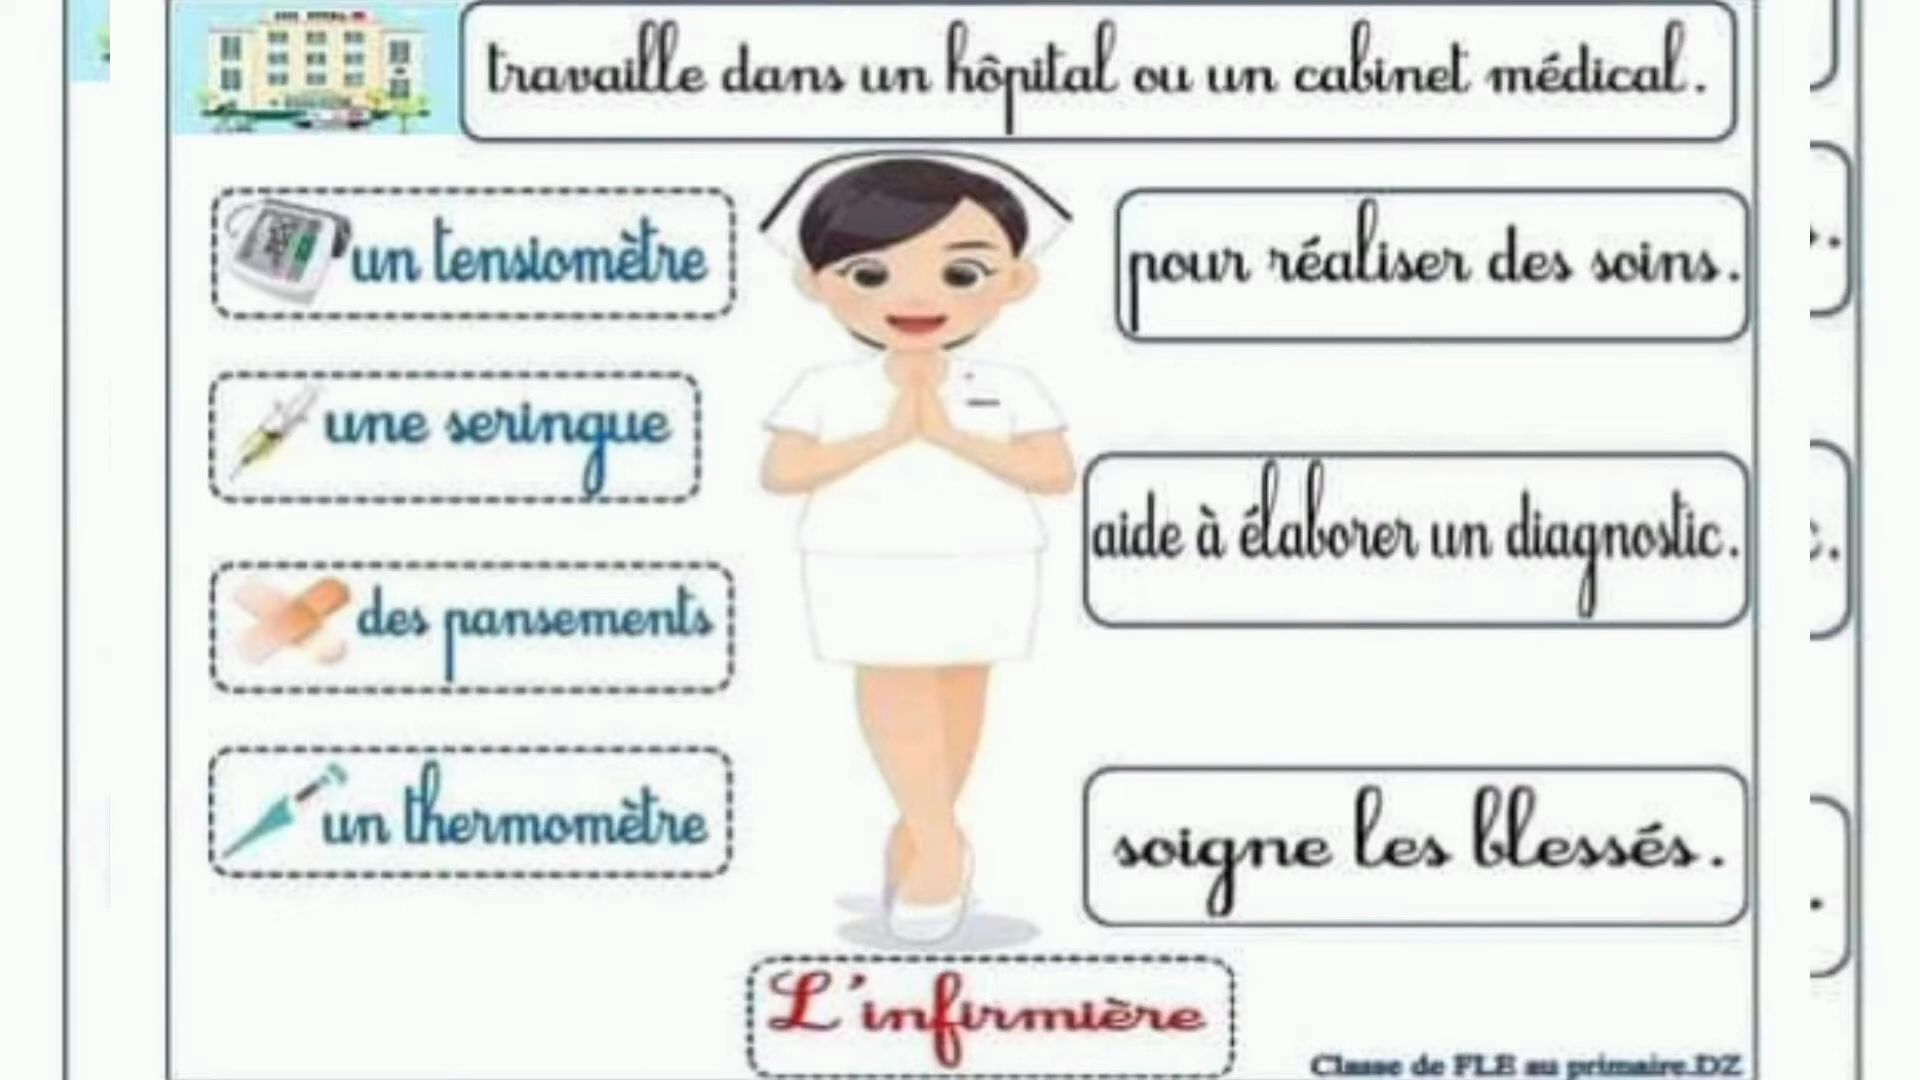 travaille dans un hôpital ou un cabinet médical.
un tensiomètre
pour réaliser des soins.
une seringue
aide à élaborer un diagnostic.
des pansements
un thermomètre
soigne les blessés.
L'infirmière
Classe de FLE au primaire.DZ